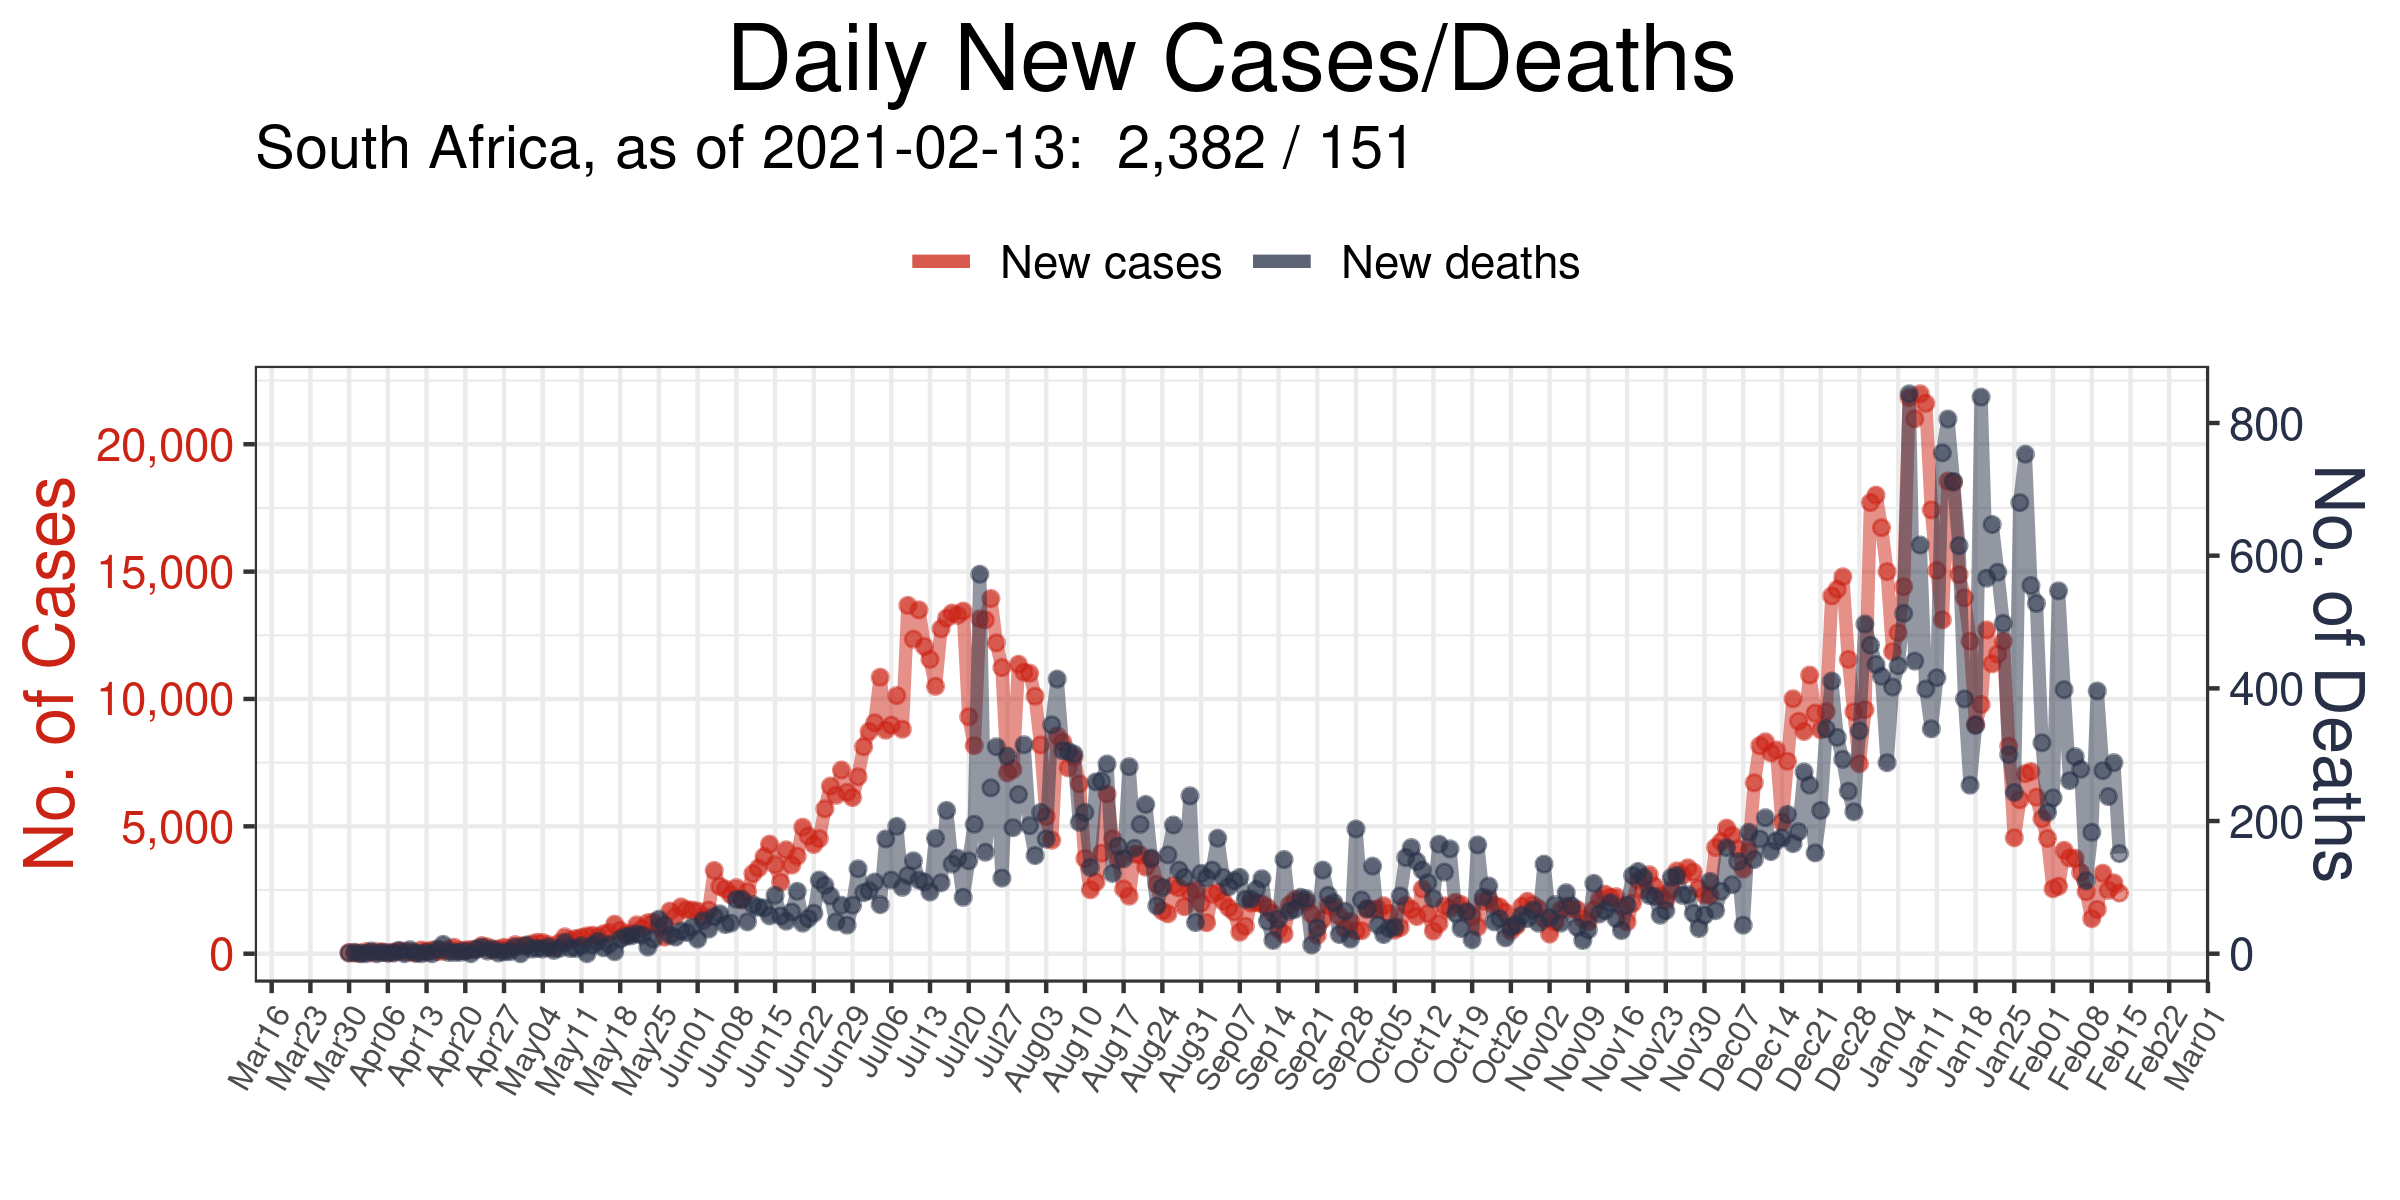 Daily New Cases/Deaths
South Africa, as of 2021-02-13:  2,382 / 151
New cases
New deaths
No. of Cases
20,000
15,000
10,000
5,000
0
800
600
400
200
0
No. of Deaths
Mar16
Mar23
Mar30
Apr06
Apr13
Apr20
Apr27
May04
May11
May18
May25
Jun01
Jun08
Jun15
Jun22
Jun29
Jul06
Jul13
Jul20
Jul27
Aug03
Aug10
Aug17
Aug24
Aug31
Sep07
Sep14
Sep21
Sep28
Oct05
Oct12
Oct19
Oct26
Nov02
Nov09
Nov16
Nov23
Nov30
Dec07
Dec14
Dec21
Dec28
Jan04
Jan11
Jan18
Jan25
Feb01
Feb08
Feb15
Feb22
Mar01